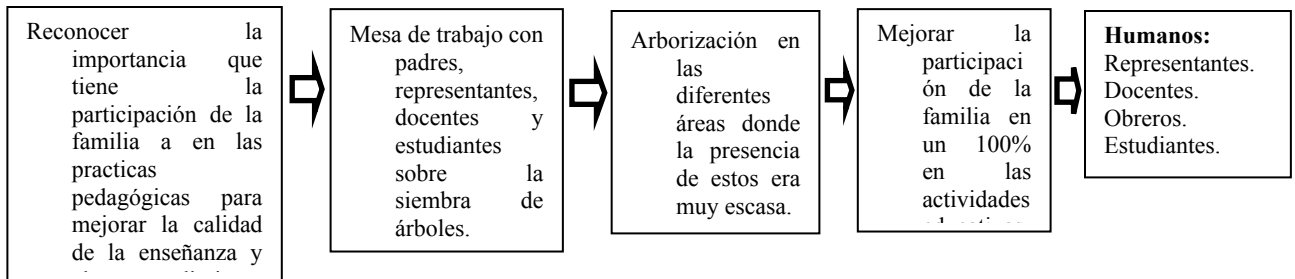 Reconocer la
importancia que
tiene la
participación de la
familia a en las
practicas
pedagógicas para
mejorar la calidad
de la enseñanza y
Mesa de trabajo con
padres,
representantes,
docentes y
estudiantes
sobre la
siembra de
árboles.
Arborización en
las
diferentes
áreas donde
la presencia
de estos era
muy escasa.
Mejorar la
participaci
ón de la
familia en
un 100%
en las
actividades
Humanos:
Representantes.
Docentes.
Obreros.
Estudiantes.